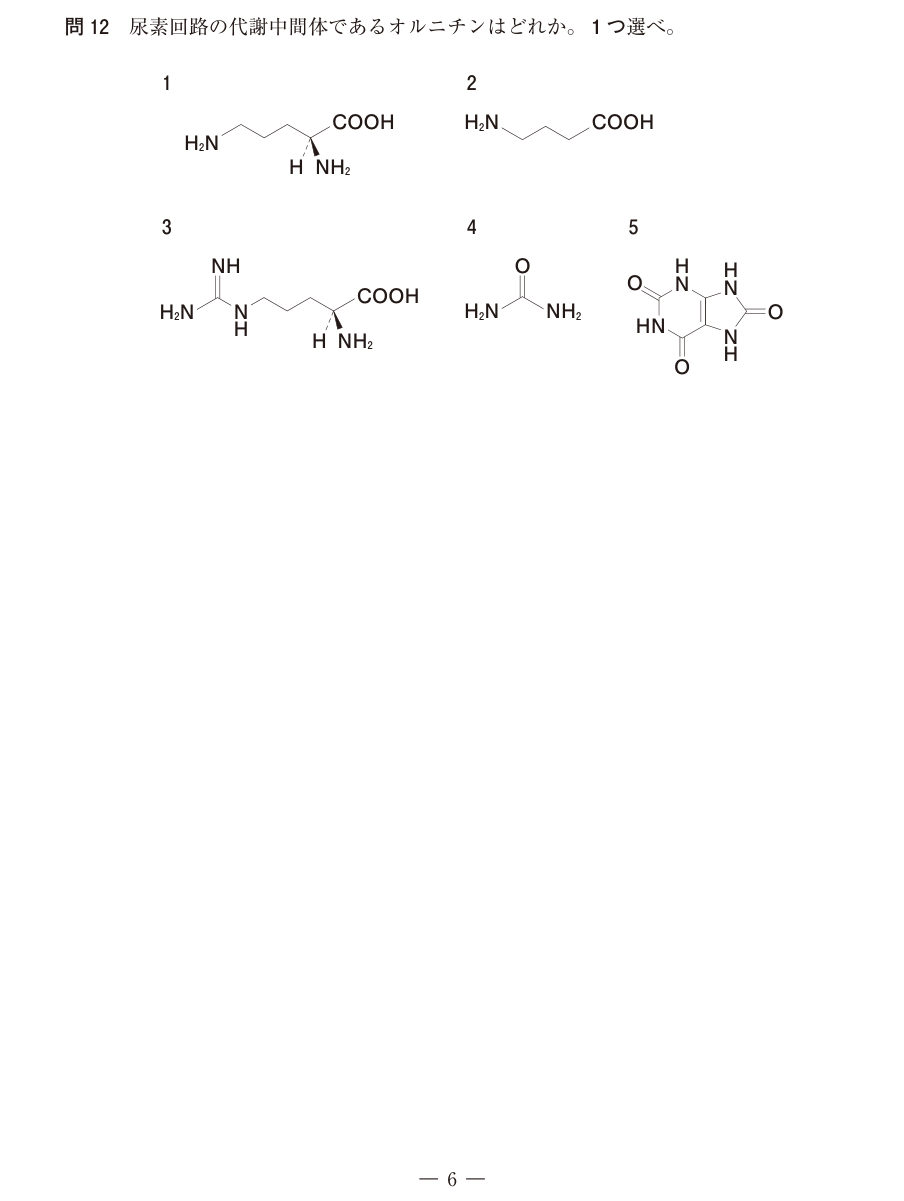 問 12 尿素回路の代謝中間体であるオルニチンはどれか。1つ選べ。
1 2
H₂N COOH H NH₂
H₂N COOH
3 4 5
NH H₂N N H COOH H NH₂
O H₂N NH₂
O H N H N O HN N H O
— 6 —